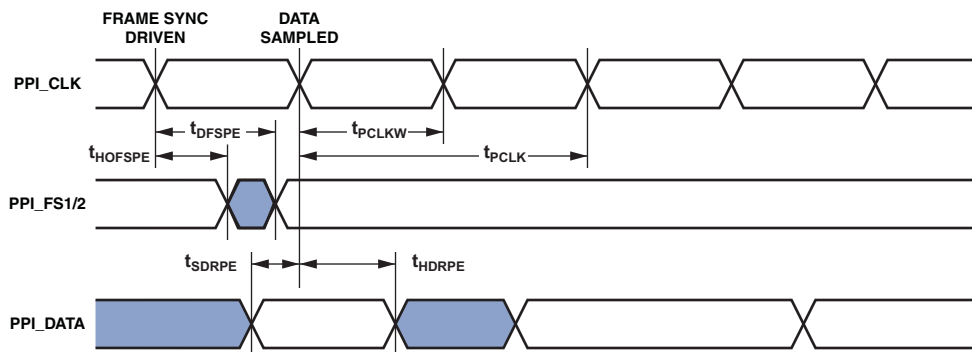 FRAME SYNC
DRIVEN
DATA
SAMPLED
PPI_CLK
tDFSPE
tPCLKW
tHOFSPE
tPCLK
PPI_FS1/2
tSDRPE
tHDRPE
PPI_DATA